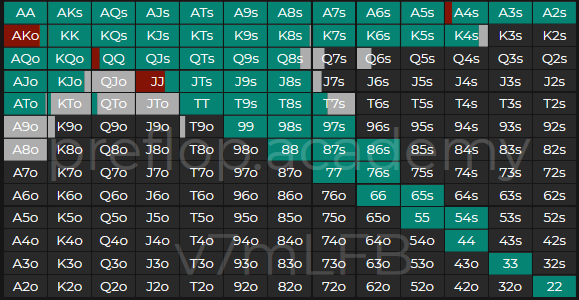 AA AKs AQs AJs ATs A9s A8s A7s A6s A5s A4s A3s A2s
AKo KK KQs KJs KTs K9s K8s K7s K6s K5s K4s K3s K2s
AQo KQo QQ QJs QTs Q9s Q8s Q7s Q6s Q5s Q4s Q3s Q2s
AJo KJo QJo JJ JTs J9s J8s J7s J6s J5s J4s J3s J2s
ATo KTo QTo JTo TT T9s T8s T7s T6s T5s T4s T3s T2s
A9o K9o Q9o J9o T9o 99 98s 97s 96s 95s 94s 93s 92s
A8o K8o Q8o J8o T8o 98o 88 87s 86s 85s 84s 83s 82s
preflop.academy
A7o K7o Q7o J7o T7o 97o 87o 77 76s 75s 74s 73s 72s
A6o K6o Q6o J6o T6o 96o 86o 76o 66 65s 64s 63s 62s
A5o K5o Q5o J5o T5o 95o 85o 75o 65o 55 54s 53s 52s
A4o K4o Q4o J4o T4o 94o 84o 74o 64o 54o 44 43s 42s
v7mLFB
A3o K3o Q3o J3o T3o 93o 83o 73o 63o 53o 43o 33 32s
A2o K2o Q2o J2o T2o 92o 82o 72o 62o 52o 42o 32o 22